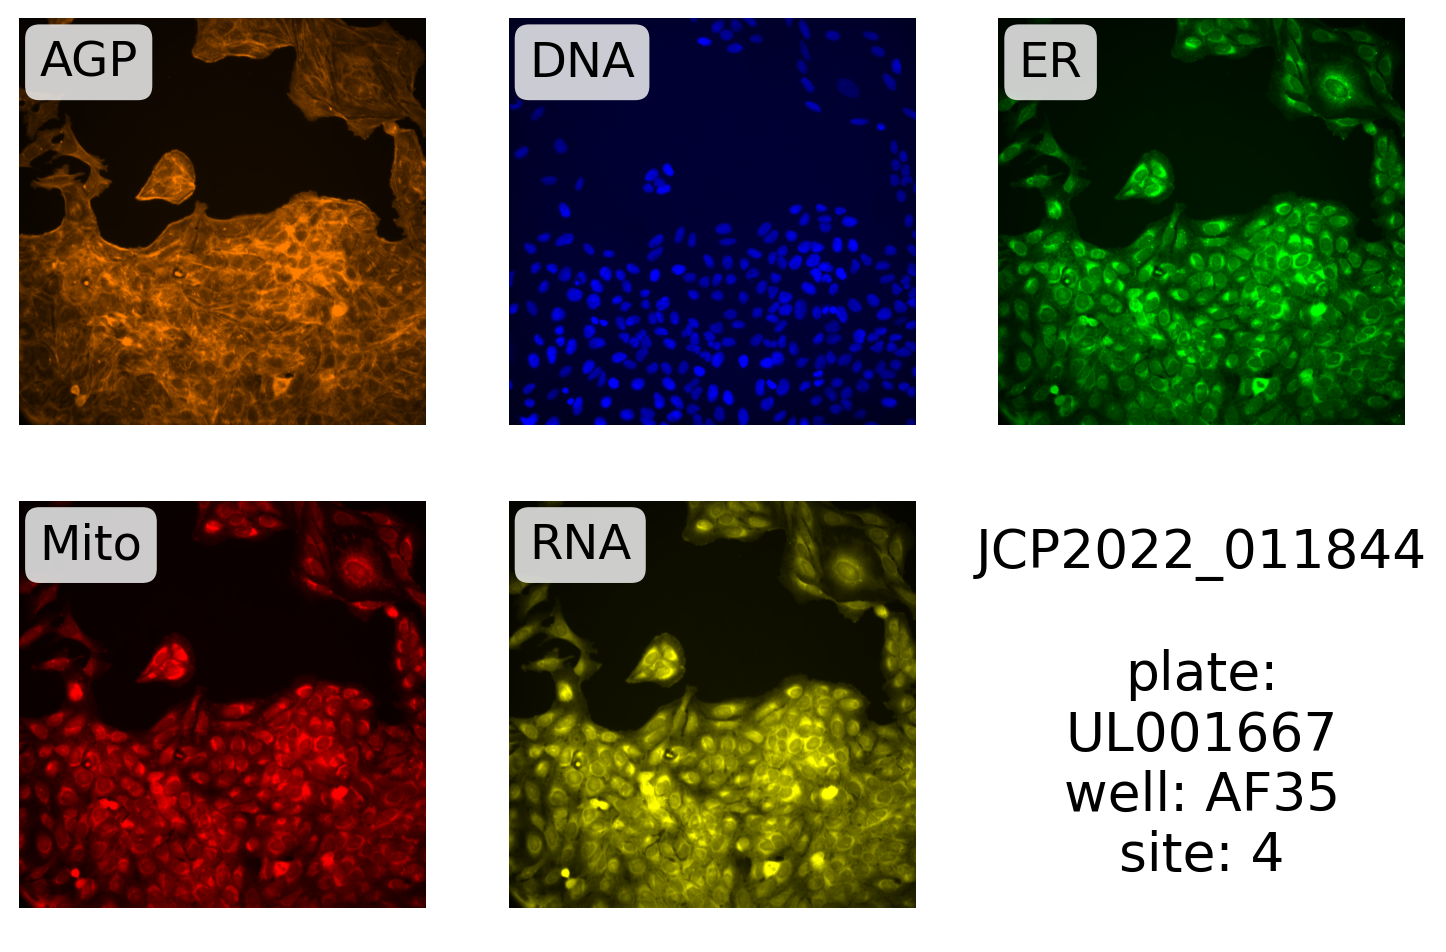 AGP
DNA
ER
Mito
RNA
JCP2022_011844
plate:
UL001667
well: AF35
site: 4